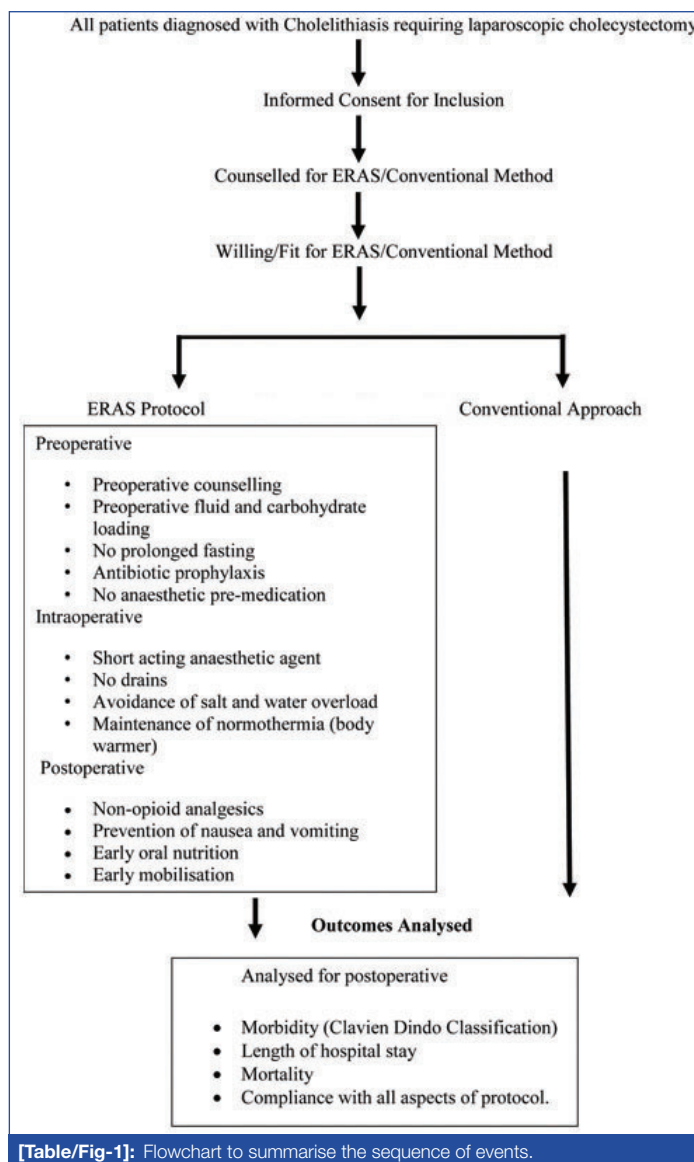 All patients diagnosed with Cholelithiasis requiring laparoscopic cholecystectomy
Informed Consent for Inclusion
Counselled for ERAS/Conventional Method
Willing/Fit for ERAS/Conventional Method
ERAS Protocol
Conventional Approach
Preoperative
• Preoperative counselling
• Preoperative fluid and carbohydrate
loading
• No prolonged fasting
• Antibiotic prophylaxis
• No anaesthetic pre-medication
Intraoperative
• Short acting anaesthetic agent
• No drains
• Avoidance of salt and water overload
• Maintenance of normothermia (body
warmer)
Postoperative
• Non-opioid analgesics
• Prevention of nausea and vomiting
• Early oral nutrition
• Early mobilisation
Outcomes Analysed
Analysed for postoperative
• Morbidity (Clavien Dindo Classification)
• Length of hospital stay
• Mortality
• Compliance with all aspects of protocol.
[Table/Fig-1]: Flowchart to summarise the sequence of events.